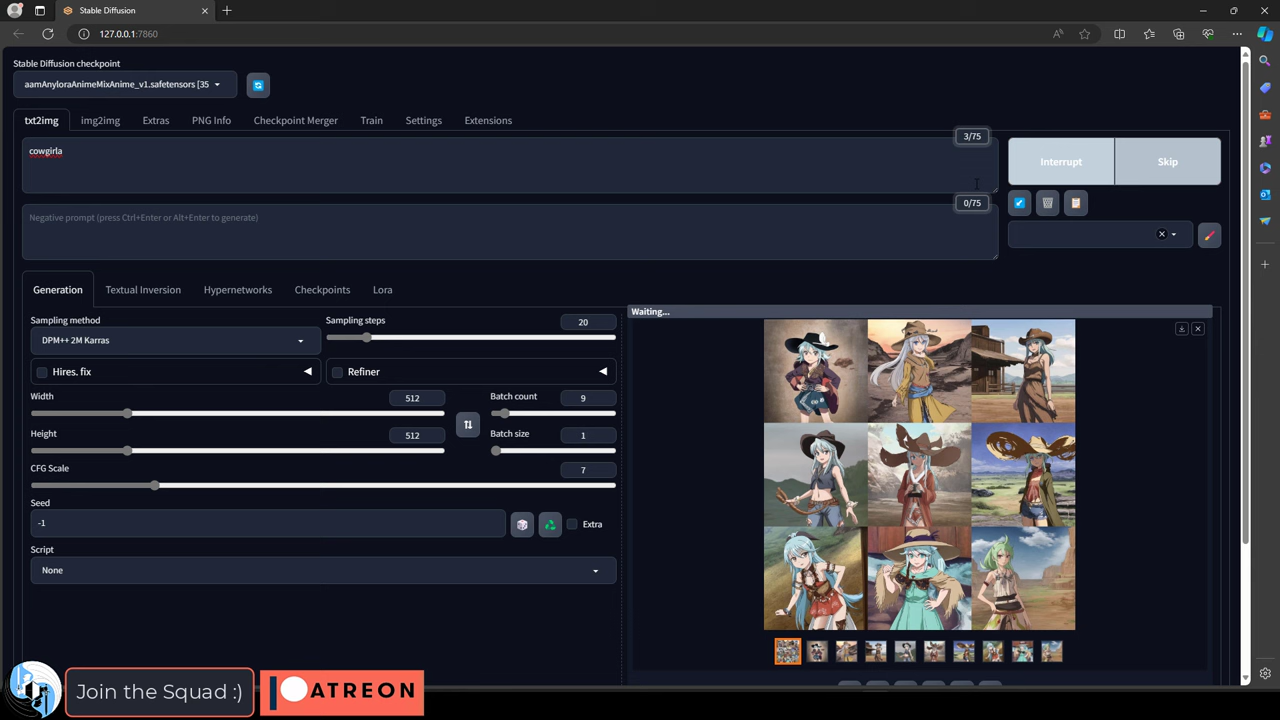 Stable Diffusion
127.0.0.1:7860
Stable Diffusion checkpoint
aamAnyloraAnimeMixAnime_v1.safetensors [35
txt2img
img2img
Extras
PNG Info
Checkpoint Merger
Train
Settings
Extensions
3/75
cowgirla
Interrupt
Skip
0/75
Negative prompt (press Ctrl+Enter or Alt+Enter to generate)
Generation
Textual Inversion
Hypernetworks
Checkpoints
Lora
Sampling method
Sampling steps
20
DPM++ 2M Karras
Hires. fix
Refiner
Width
512
Batch count
9
Height
512
Batch size
1
CFG Scale
7
Seed
-1
Extra
Script
None
Waiting...
Join the Squad :)
ATREON